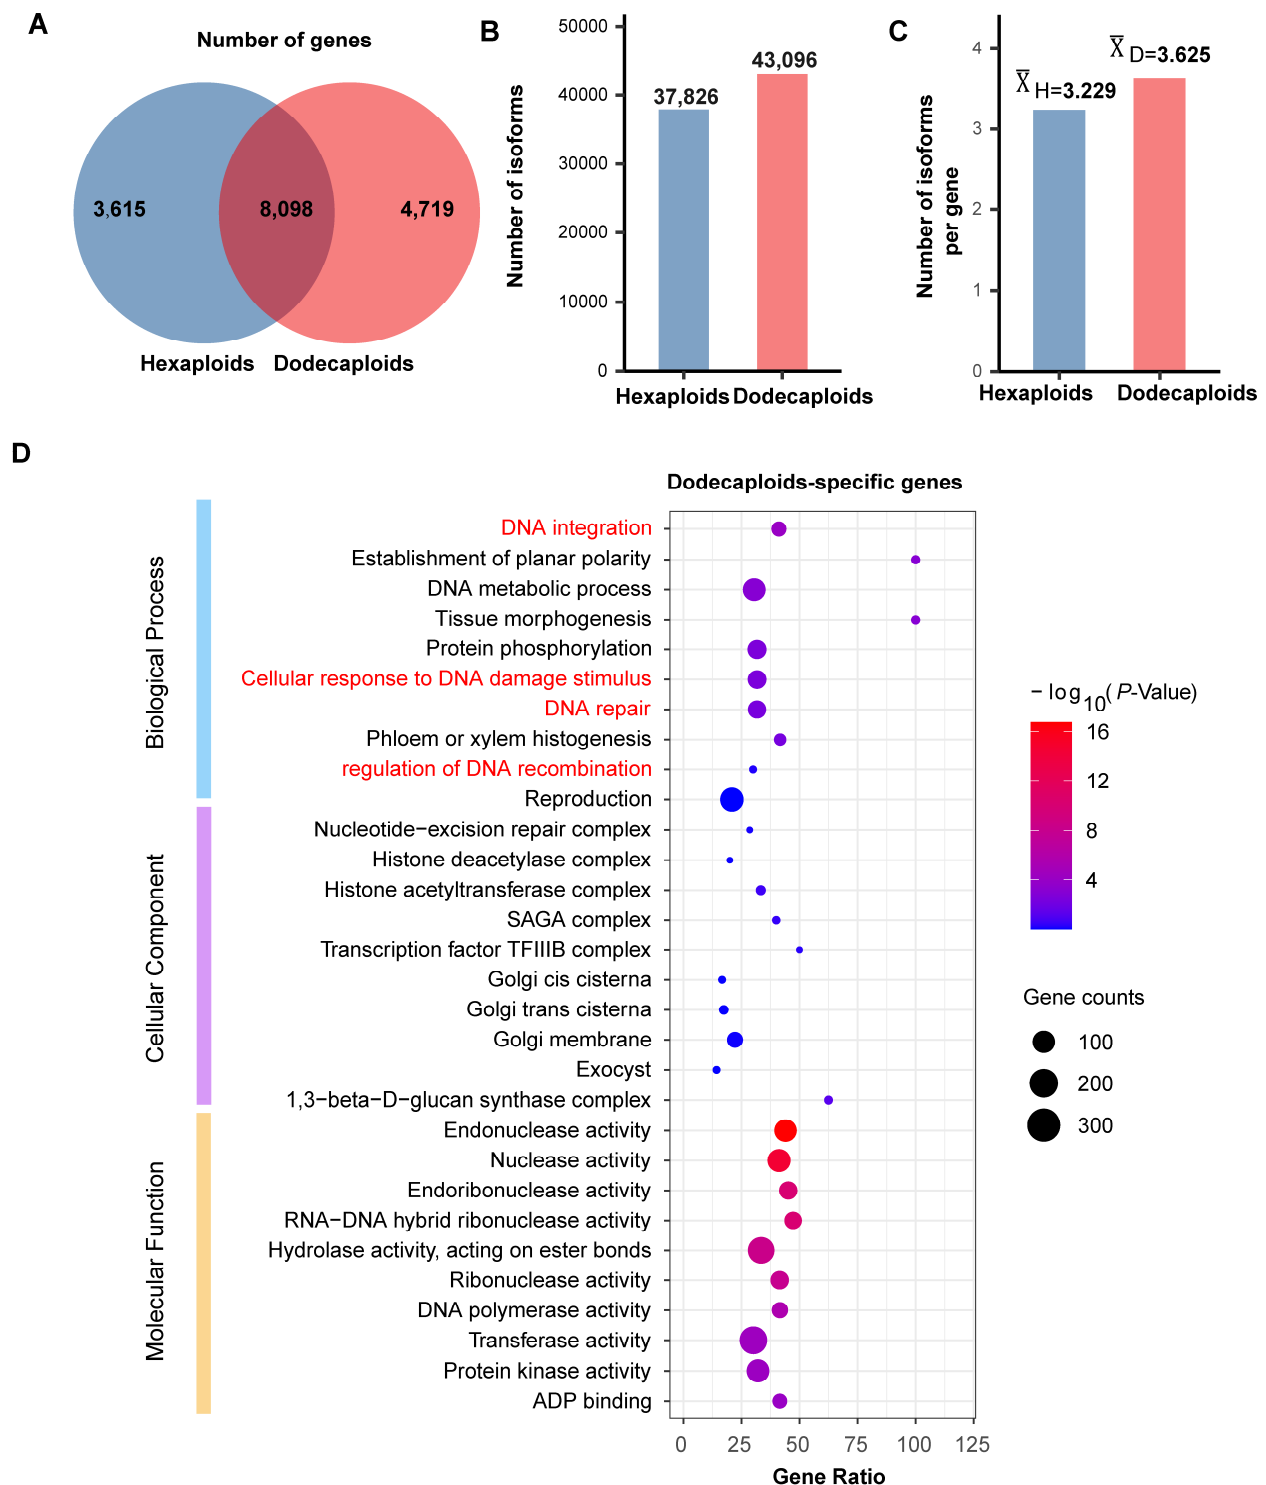 A
Number of genes
3,615
8,098
4,719
Hexaploids
Dodecaploids
B
Number of isoforms
50000
40000
30000
20000
10000
0
37,826
43,096
Hexaploids
Dodecaploids
C
Number of isoforms
per gene
4
3
2
1
0
X̅ H=3.229
X̅ D=3.625
Hexaploids
Dodecaploids
D
Dodecaploids-specific genes
Biological Process
DNA integration
Establishment of planar polarity
DNA metabolic process
Tissue morphogenesis
Protein phosphorylation
Cellular response to DNA damage stimulus
DNA repair
Phloem or xylem histogenesis
regulation of DNA recombination
Reproduction
Cellular Component
Nucleotide−excision repair complex
Histone deacetylase complex
Histone acetyltransferase complex
SAGA complex
Transcription factor TFIIIB complex
Golgi cis cisterna
Golgi trans cisterna
Golgi membrane
Exocyst
1,3−beta−D−glucan synthase complex
Molecular Function
Endonuclease activity
Nuclease activity
Endoribonuclease activity
RNA−DNA hybrid ribonuclease activity
Hydrolase activity, acting on ester bonds
Ribonuclease activity
DNA polymerase activity
Transferase activity
Protein kinase activity
ADP binding
0 25 50 75 100 125
Gene Ratio
− log10( P-Value)
16
12
8
4
Gene counts
100
200
300